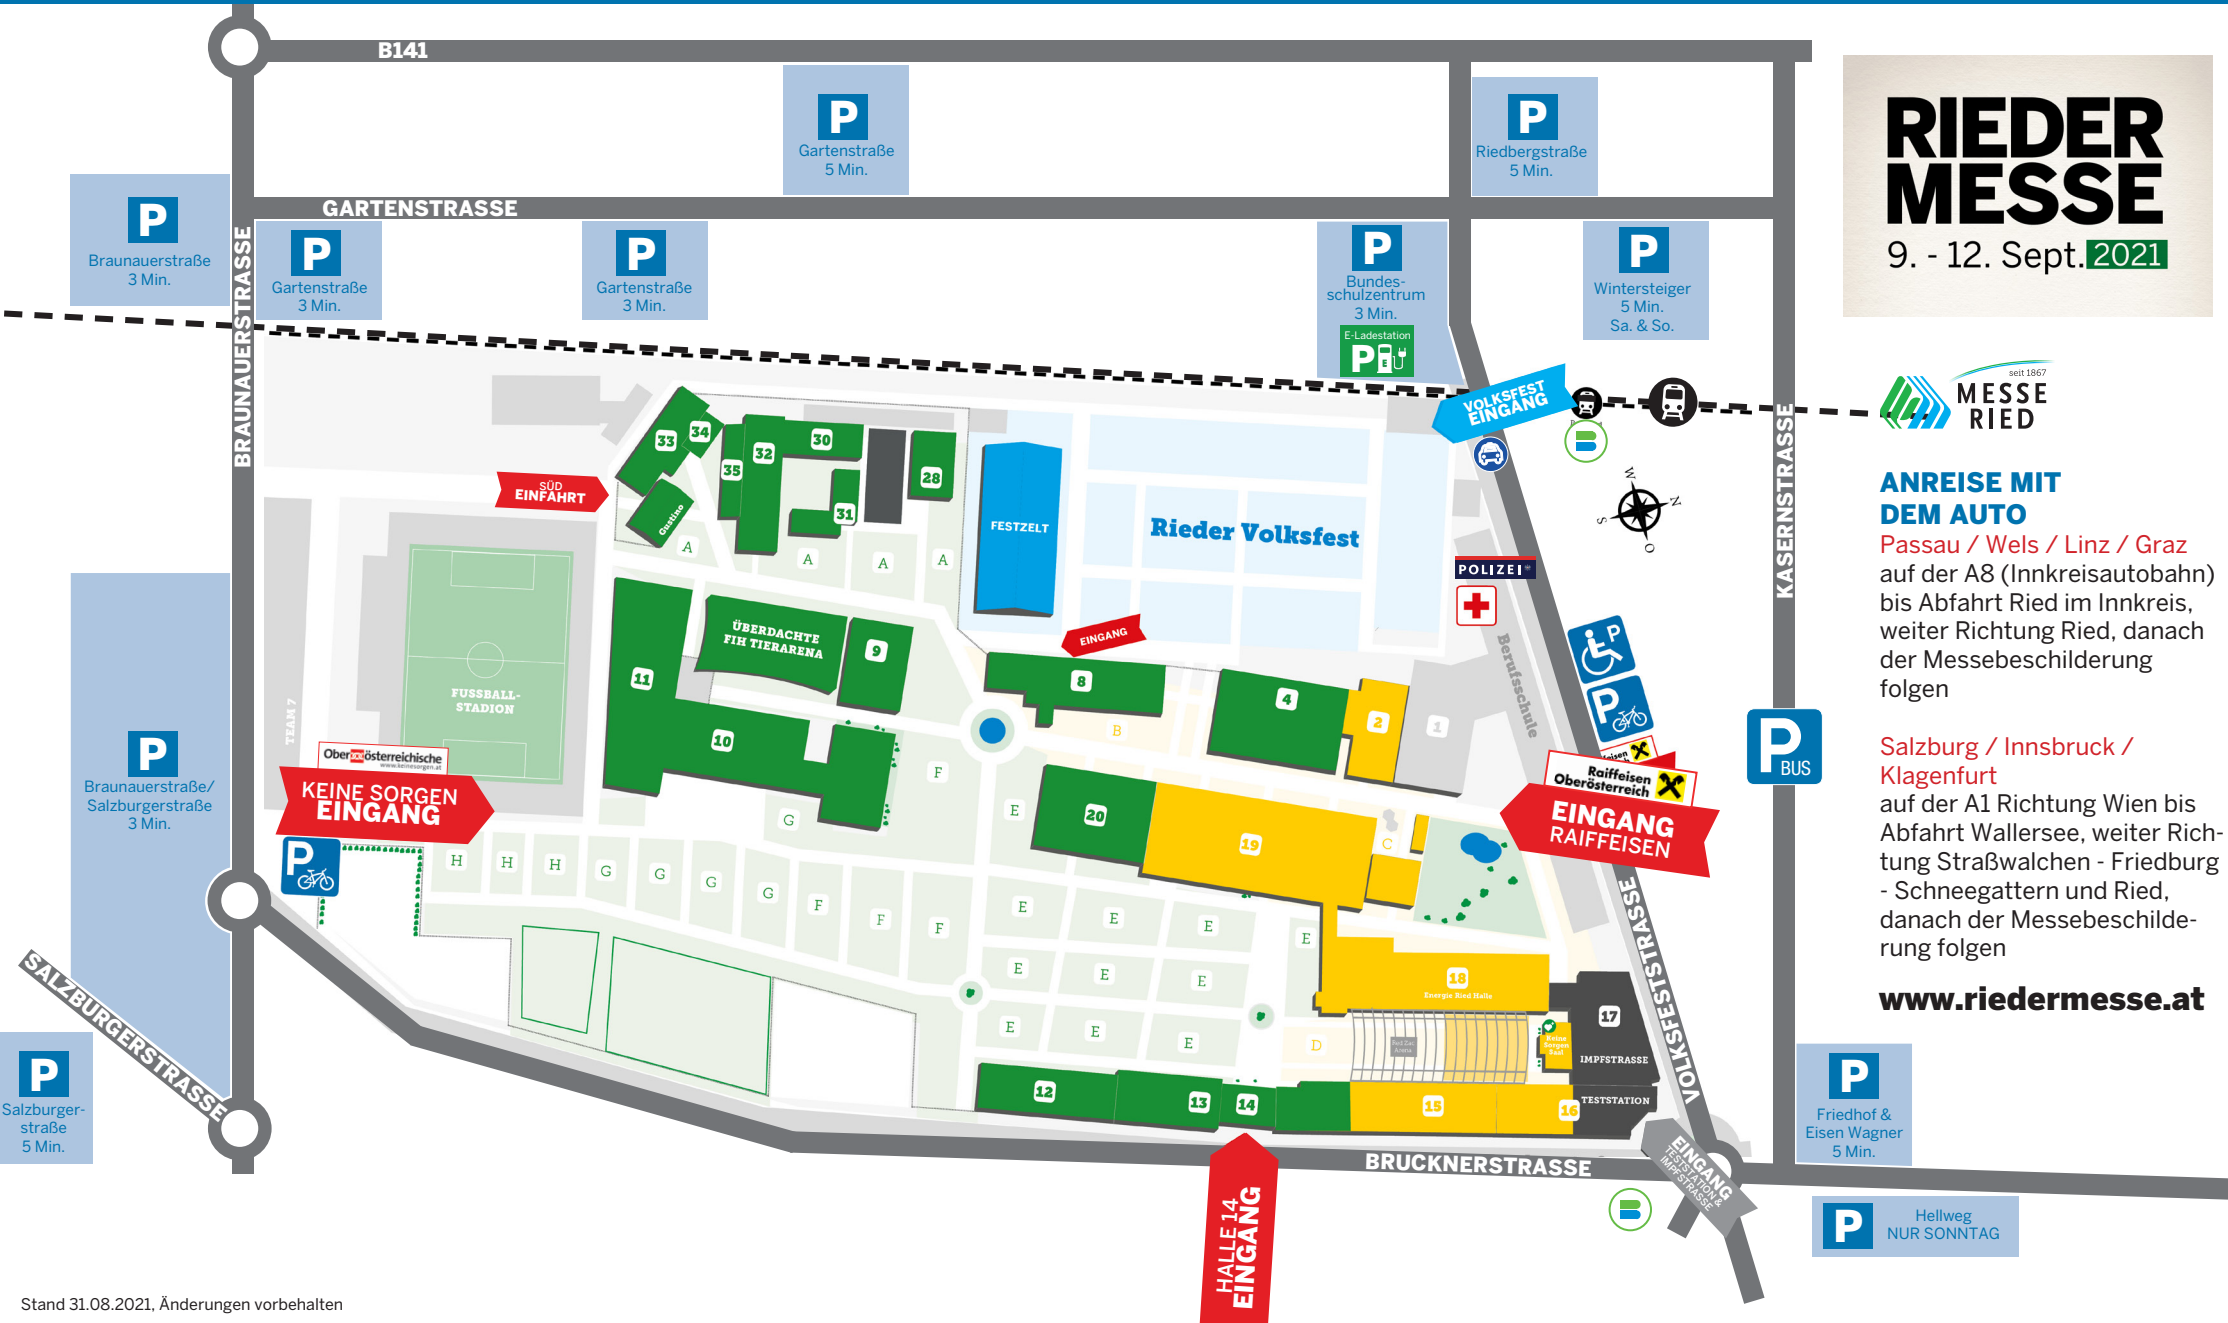 B141
RIEDER
MESSE
9. - 12. Sept. 2021
P
Gartenstraße
5 Min.
P
Riedbergstraße
5 Min.
GARTENSTRASSE
P
Braunauerstraße
3 Min.
BRAUNAUERSTRASSE
P
Gartenstraße
3 Min.
P
Gartenstraße
3 Min.
P
Bundes-
schulzentrum
3 Min.
E-Ladestation
P E
P
Wintersteiger
5 Min.
Sa. & So.
VOLKSFEST
EINGANG
seit 1867
MESSE
RIED
KASERNSTRASSE
W
N
S
O
ANREISE MIT
DEM AUTO
Passau / Wels / Linz / Graz
auf der A8 (Innkreisautobahn)
bis Abfahrt Ried im Innkreis,
weiter Richtung Ried, danach
der Messebeschilderung
folgen
Salzburg / Innsbruck /
Klagenfurt
auf der A1 Richtung Wien bis
Abfahrt Wallersee, weiter Rich-
tung Straßwalchen - Friedburg
- Schneegattern und Ried,
danach der Messebeschilde-
rung folgen
www.riedermesse.at
33
34
35
32
30
31
28
Gustino
SÜD
EINFAHRT
A
A
A
A
FESTZELT
Rieder Volksfest
POLIZEI
Berufsschule
EINGANG
FUSSBALL-
STADION
TEAM 7
11
ÜBERDACHTE
FIH TIERARENA
9
10
8
4
2
1
B
P
P
P
BUS
Oberösterreichische
www.keinesorgen.at
KEINE SORGEN
EINGANG
P
Raiffeisen
Oberösterreich
EINGANG
RAIFFEISEN
P
Braunauerstraße/
Salzburgerstraße
3 Min.
F
G
E
20
19
C
H
H
H
G
G
G
G
F
F
F
E
E
E
E
E
E
E
E
E
E
D
18
Energie Ried Halle
17
IMPFSTRASSE
Keine
Sorgen
Saal
TESTSTATION
12
13
14
15
16
SALZBURGERSTRASSE
P
Salzburger-
straße
5 Min.
VOLKSFESTSTRASSE
BRUCKNERSTRASSE
EINGANG
TESTSTATION &
IMPFSTRASSE
P
Friedhof &
Eisen Wagner
5 Min.
P
Hellweg
NUR SONNTAG
HALLE 14
EINGANG
Stand 31.08.2021, Änderungen vorbehalten